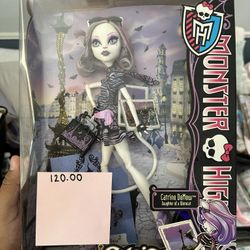 MONSTER HIGH
120.00
Catrine DeMew
Daughter of a Werecat